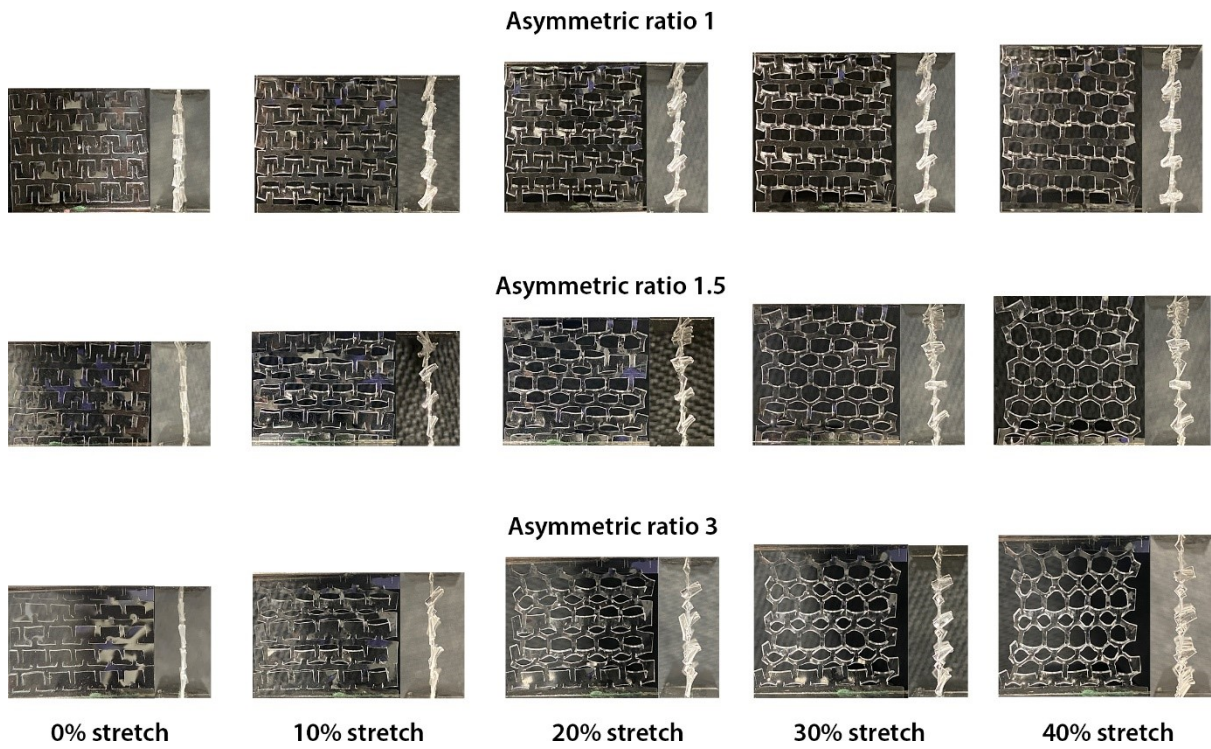 Asymmetric ratio 1
Asymmetric ratio 1.5
Asymmetric ratio 3
0% stretch 10% stretch 20% stretch 30% stretch 40% stretch